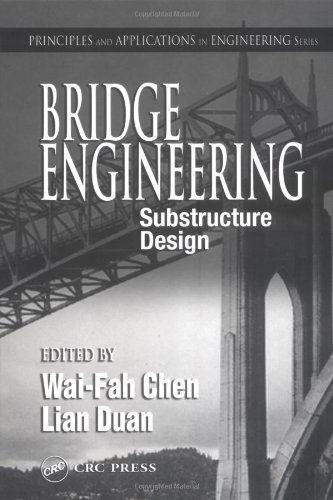 PRINCIPLES AND APPLICATIONS IN ENGINEERING SERIES
BRIDGE
ENGINEERING
Substructure
Design
EDITED BY
Wai-Fah Chen
Lian Duan
CRC CRC PRESS